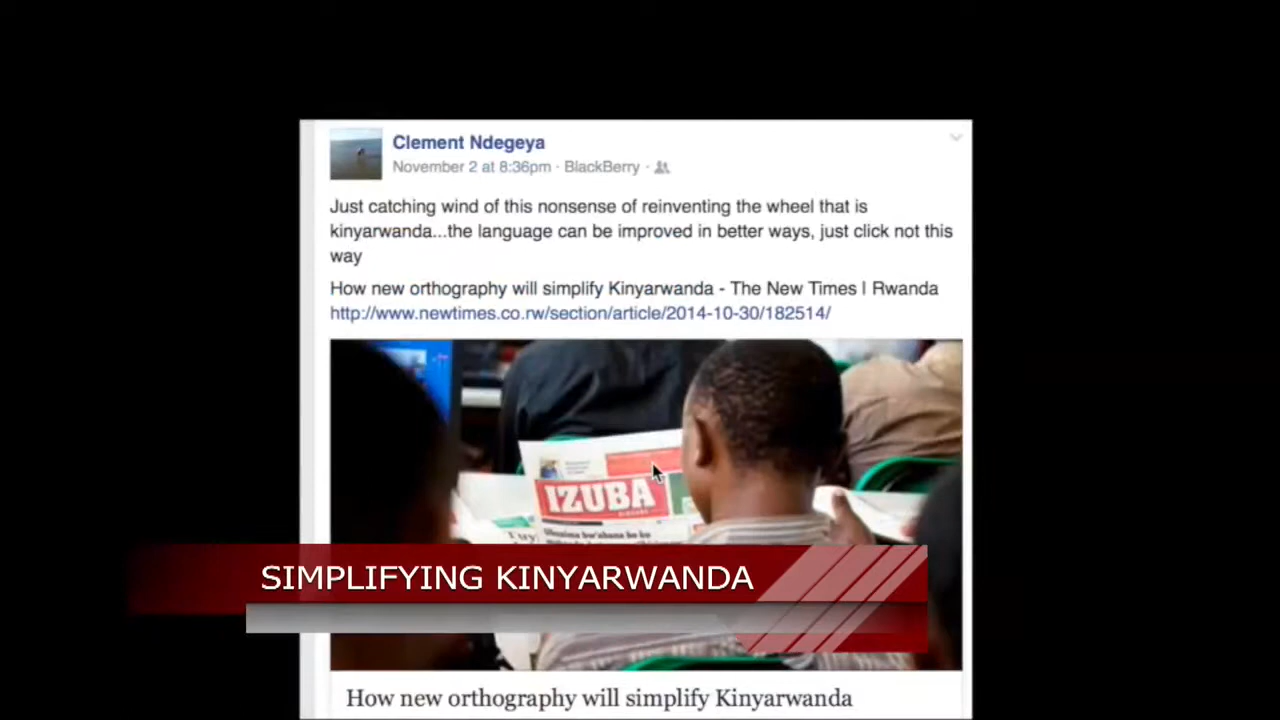 Clement Ndegeya
November 2 at 8:36pm · BlackBerry ·
Just catching wind of this nonsense of reinventing the wheel that is
kinyarwanda...the language can be improved in better ways, just click not this
way
How new orthography will simplify Kinyarwanda - The New Times | Rwanda
http://www.newtimes.co.rw/section/article/2014-10-30/182514/
IZUBA
SIMPLIFYING KINYARWANDA
How new orthography will simplify Kinyarwanda